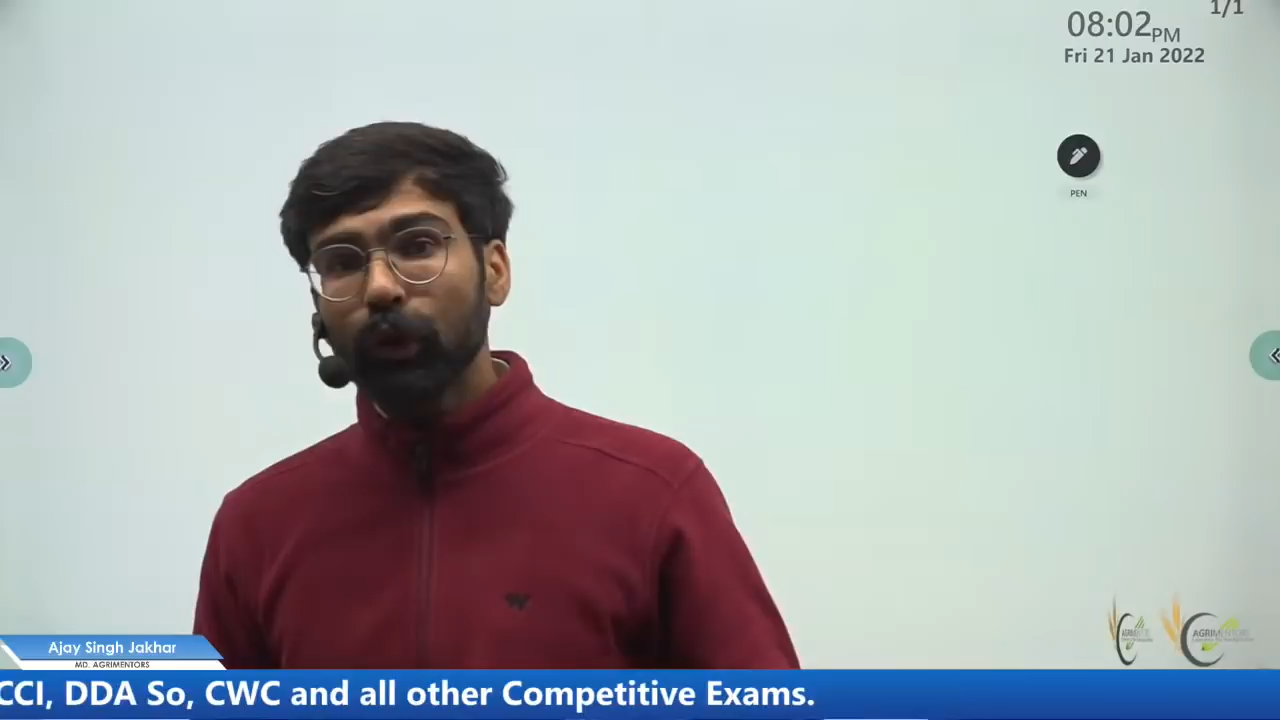 1/1
08:02PM
Fri 21 Jan 2022
PEN
AGRIMENTORS
Ajay Singh Jakhar
MD. AGRIMENTORS
CCI, DDA So, CWC and all other Competitive Exams.